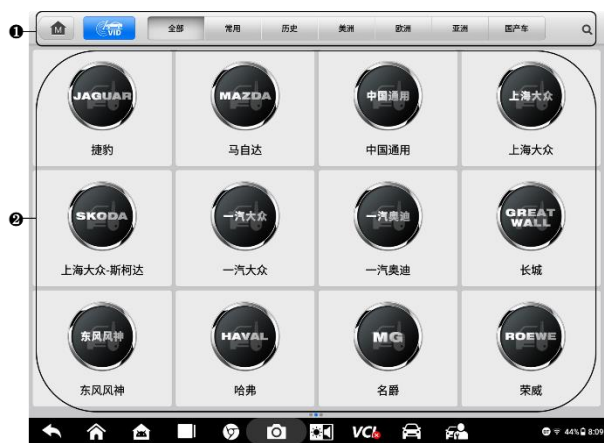 ❶
M
VID
全部 常用 历史 美洲 欧洲 亚洲 国产车
❷
JAGUAR MAZDA 中国通用 上海大众
捷豹 马自达 中国通用 上海大众
SKODA 一汽大众 一汽奥迪 GREAT WALL
上海大众-斯柯达 一汽大众 一汽奥迪 长城
东风风神 HAVAL MG ROEWE
东风风神 哈弗 名爵 荣威
VCI 44% 8:09